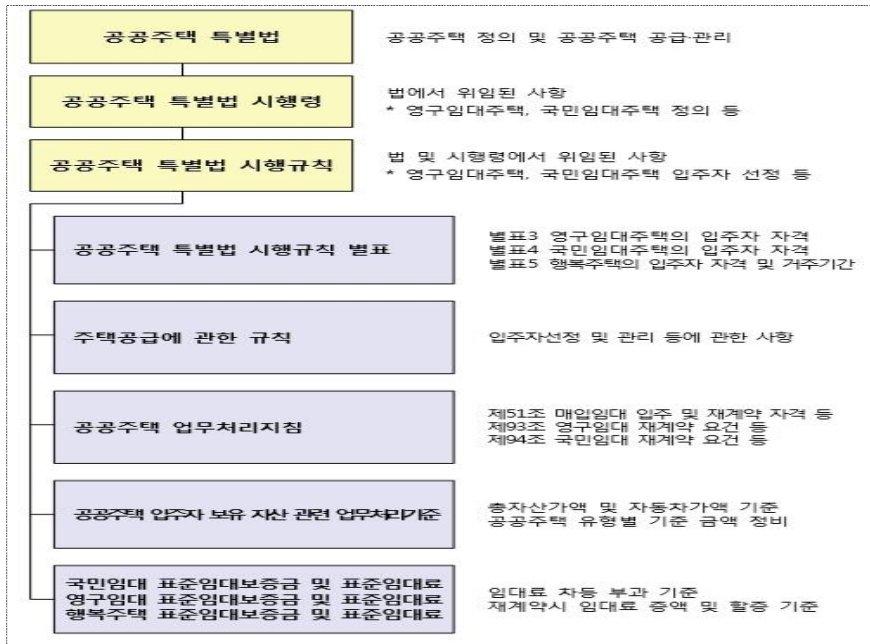 공공주택 특별법
공공주택 정의 및 공공주택 공급·관리
공공주택 특별법 시행령
법에서 위임된 사항
* 영구임대주택, 국민임대주택 정의 등
공공주택 특별법 시행규칙
법 및 시행령에서 위임된 사항
* 영구임대주택, 국민임대주택 입주자 선정 등
공공주택 특별법 시행규칙 별표
별표3 영구임대주택의 입주자 자격
별표4 국민임대주택의 입주자 자격
별표5 행복주택의 입주자 자격 및 거주기간
주택공급에 관한 규칙
입주자선정 및 관리 등에 관한 사항
공공주택 업무처리지침
제51조 매입임대 입주 및 재계약 자격 등
제93조 영구임대 재계약 요건 등
제94조 국민임대 재계약 요건 등
공공주택 입주자 보유 자산 관련 업무처리기준
총자산가액 및 자동차가액 기준
공공주택 유형별 기준 금액 정비
국민임대 표준임대보증금 및 표준임대료
영구임대 표준임대보증금 및 표준임대료
행복주택 표준임대보증금 및 표준임대료
임대료 차등 부과 기준
재계약시 임대료 증액 및 할증 기준